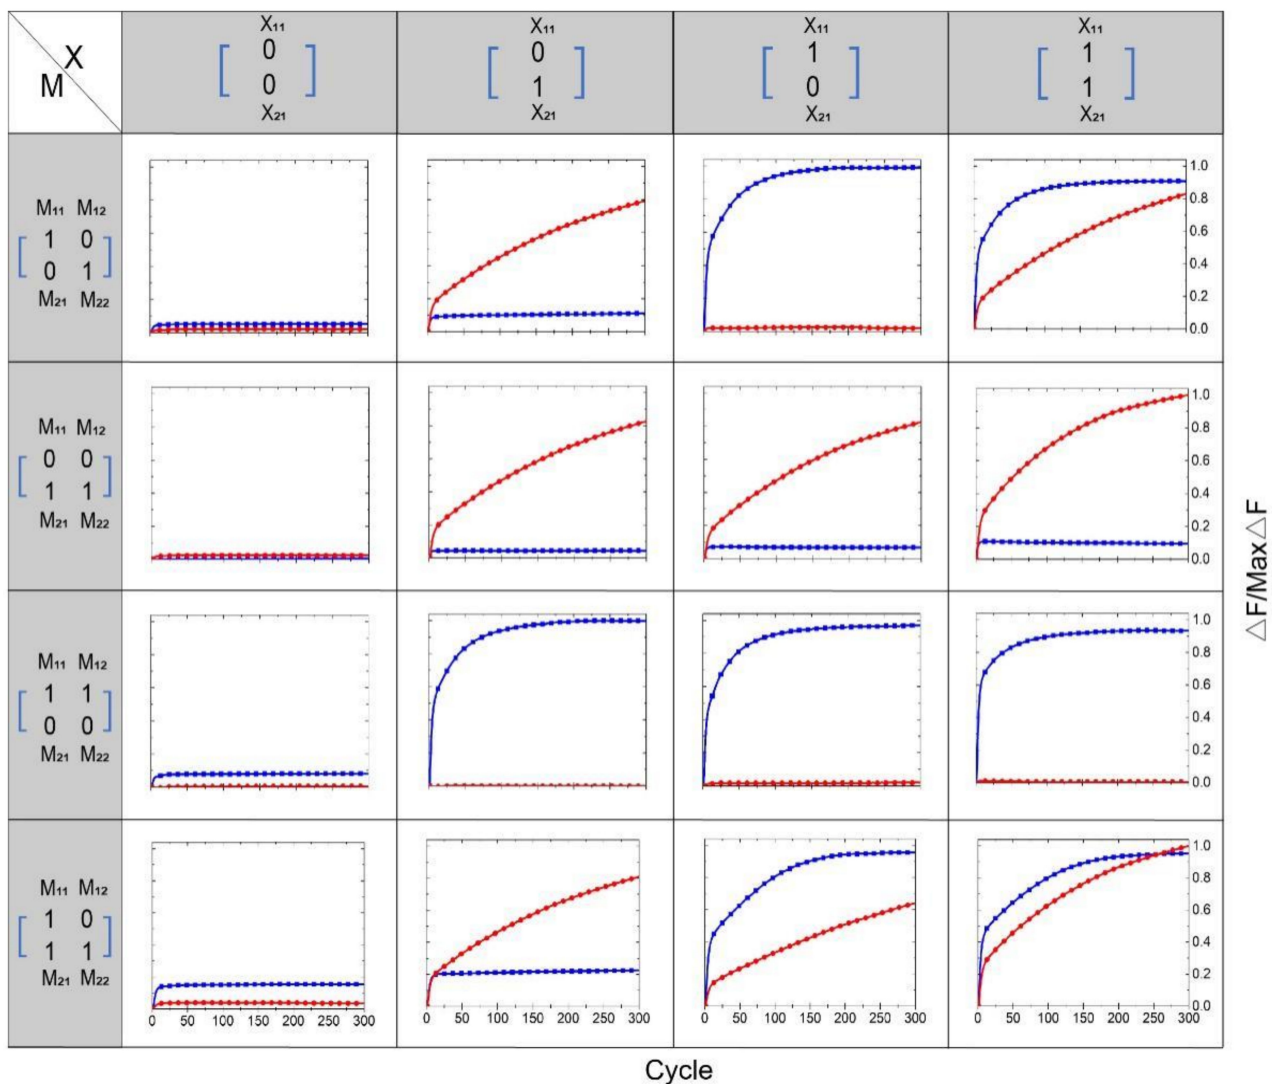 X
M
X₁₁ X₁₁ X₁₁ X₁₁
[ 0 ] [ 0 ] [ 1 ] [ 1 ]
[ 0 ] [ 1 ] [ 0 ] [ 1 ]
X₂₁ X₂₁ X₂₁ X₂₁
M₁₁ M₁₂
1 0
0 1
M₂₁ M₂₂
1.0
0.8
0.6
0.4
0.2
0.0
M₁₁ M₁₂
0 0
1 1
M₂₁ M₂₂
1.0
0.8
0.6
0.4
0.2
0.0
M₁₁ M₁₂
1 1
0 0
M₂₁ M₂₂
1.0
0.8
0.6
0.4
0.2
0.0
M₁₁ M₁₂
1 0
1 1
M₂₁ M₂₂
1.0
0.8
0.6
0.4
0.2
0.0
0 50 100 150 200 250 300
0 50 100 150 200 250 300
0 50 100 150 200 250 300
0 50 100 150 200 250 300
Cycle
△F/Max△F